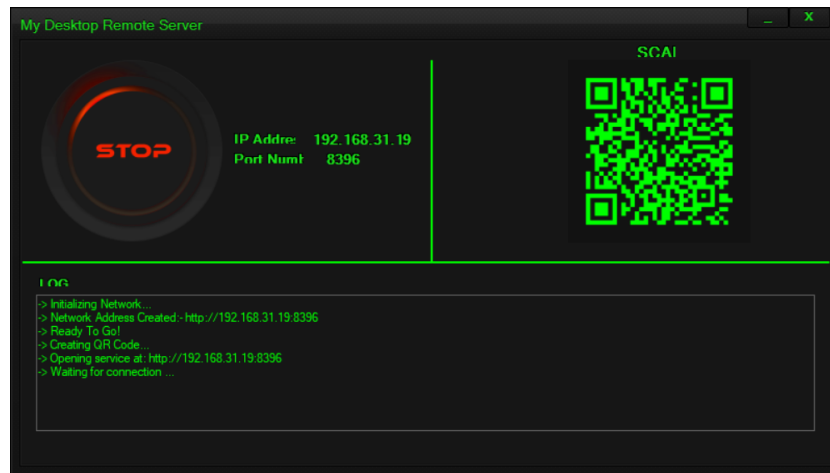 My Desktop Remote Server
_ X
STOP
IP Addre: 192.168.31.19
Port Numb 8396
SCAN
LOG
-> Initializing Network...
-> Network Address Created:- http://192.168.31.19:8396
-> Ready To Go!
-> Creating QR Code...
-> Opening service at: http://192.168.31.19:8396
-> Waiting for connection ...